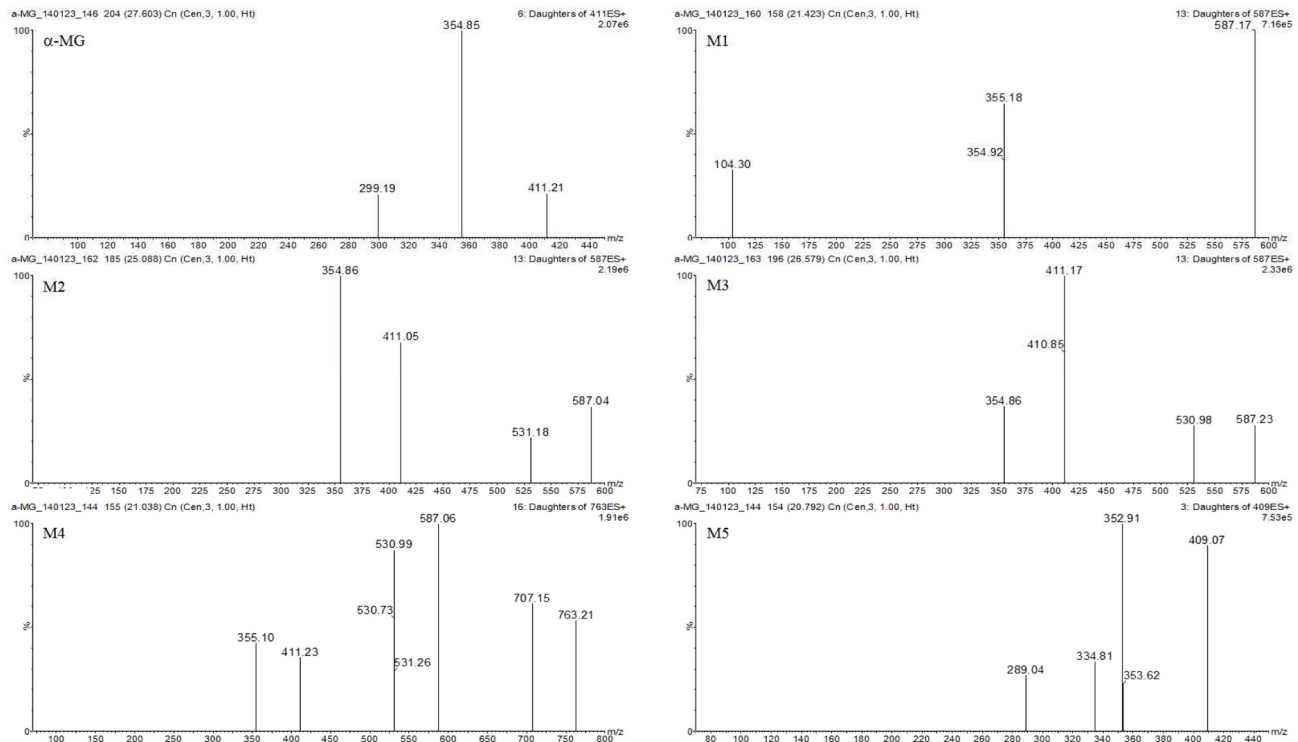 a-MG_140123_146 204 (27.603) Cn (Cen,3, 1.00, Ht)
6: Daughters of 411ES+
2.07e6
100
354.85
α-MG
%
299.19
411.21
0
100 120 140 160 180 200 220 240 260 280 300 320 340 360 380 400 420 440
m/z
a-MG_140123_160 158 (21.423) Cn (Cen,3, 1.00, Ht)
13: Daughters of 587ES+
7.16e5
100
587.17
M1
355.18
%
354.92
104.30
0
100 125 150 175 200 225 250 275 300 325 350 375 400 425 450 475 500 525 550 575 600
m/z
a-MG_140123_162 185 (25.088) Cn (Cen,3, 1.00, Ht)
13: Daughters of 587ES+
2.19e6
100
354.86
M2
411.05
%
587.04
531.18
0
125 150 175 200 225 250 275 300 325 350 375 400 425 450 475 500 525 550 575 600
m/z
a-MG_140123_163 196 (26.579) Cn (Cen,3, 1.00, Ht)
13: Daughters of 587ES+
2.33e6
100
411.17
M3
410.85
%
354.86
530.98
587.23
0
75 100 125 150 175 200 225 250 275 300 325 350 375 400 425 450 475 500 525 550 575 600
m/z
a-MG_140123_144 155 (21.038) Cn (Cen,3, 1.00, Ht)
16: Daughters of 763ES+
1.91e6
100
587.06
M4
530.99
530.73
707.15
763.21
%
355.10
411.23
531.26
0
100 150 200 250 300 350 400 450 500 550 600 650 700 750 800
m/z
a-MG_140123_144 154 (20.792) Cn (Cen,3, 1.00, Ht)
3: Daughters of 409ES+
7.53e5
100
352.91
M5
409.07
%
334.81
289.04
353.62
0
80 100 120 140 160 180 200 220 240 260 280 300 320 340 360 380 400 420 440
m/z